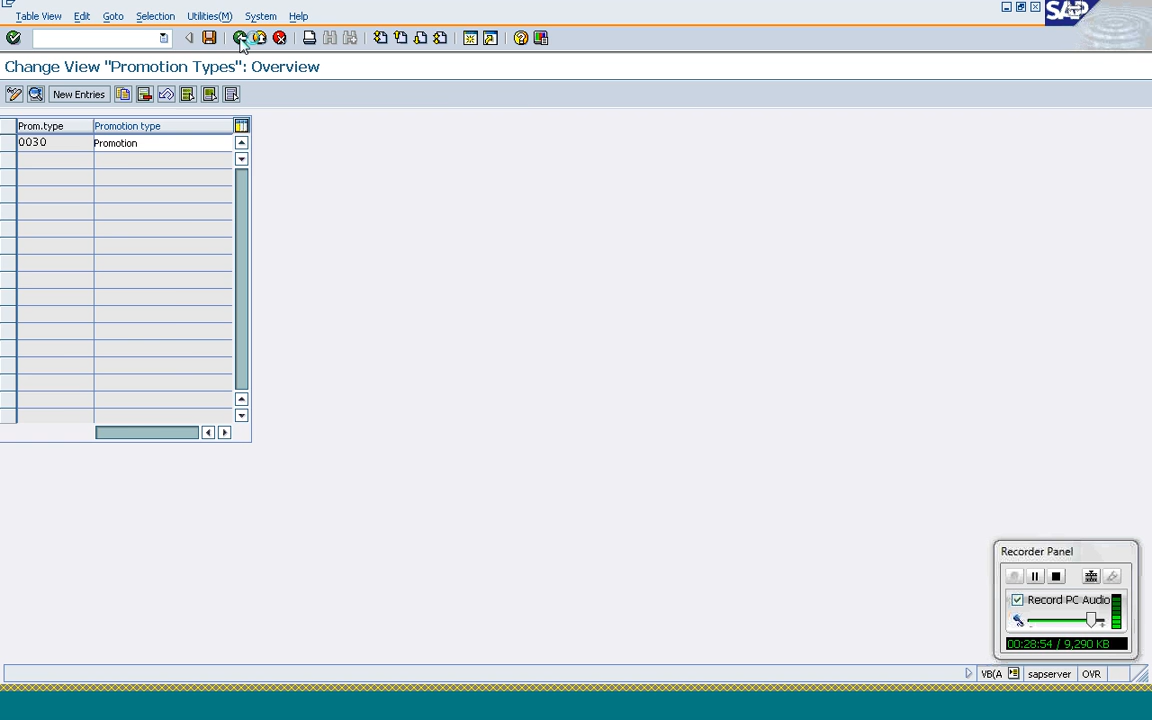 Table View Edit Goto Selection Utilities(M) System Help
SAP
Change View "Promotion Types": Overview
New Entries
Prom.type Promotion type
0030 Promotion
Recorder Panel
Record PC Audio
00:28:54 / 9,290 KB
VB(A sapserver OVR